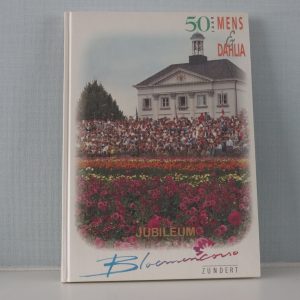 50 JAAR MENS
& DAHLIA
JUBILEUM
Bloemencorso
ZUNDERT